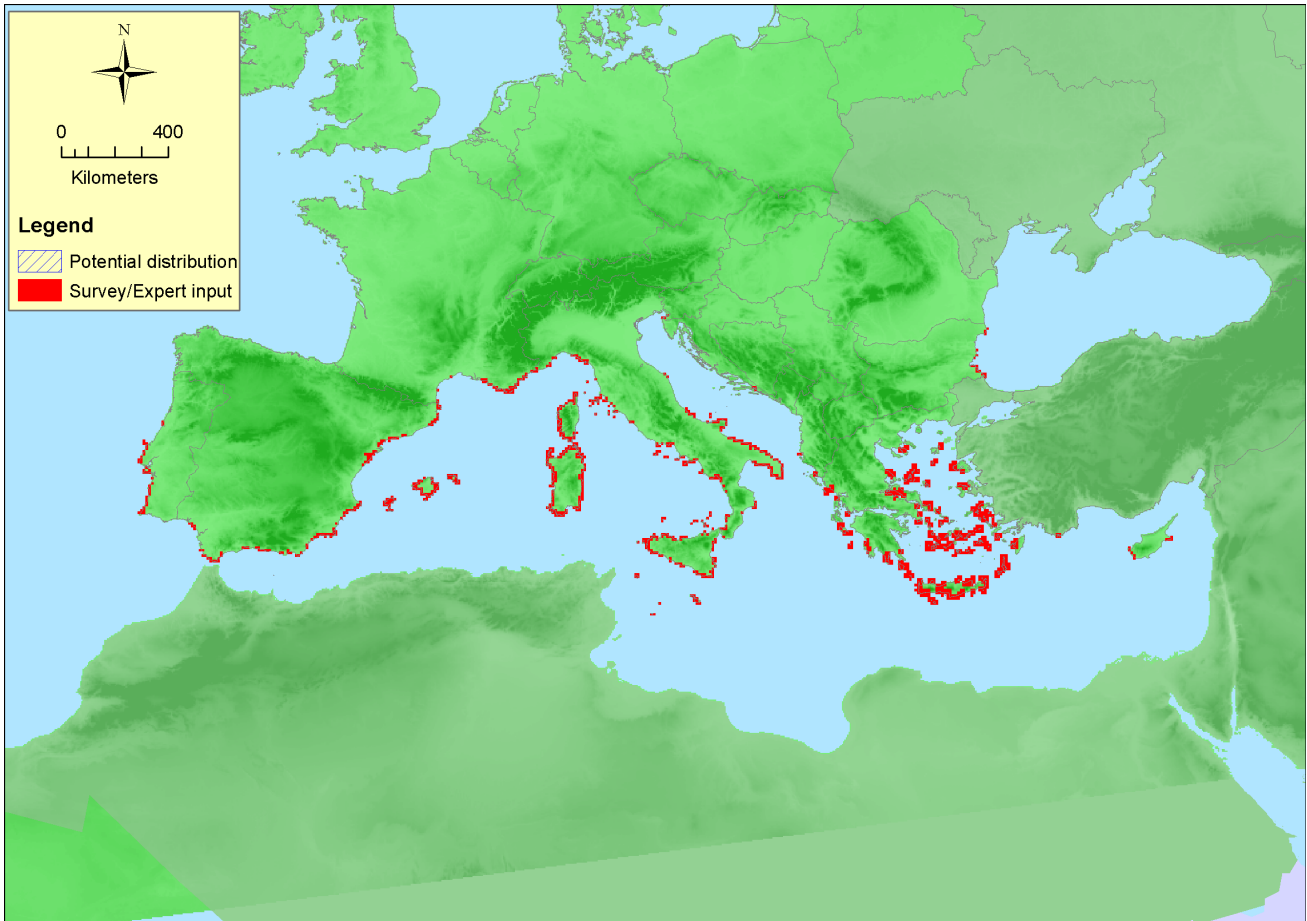 N
0 400
Kilometers
Legend
Potential distribution
Survey/Expert input